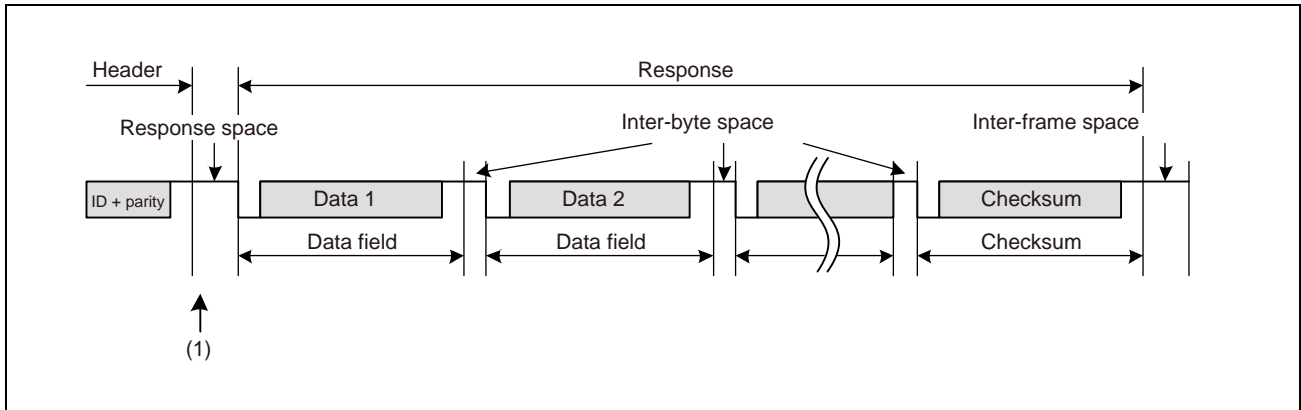 Header
Response
Response space
Inter-byte space
Inter-frame space
ID + parity
Data 1
Data 2
Checksum
Data field
Data field
Checksum
(1)